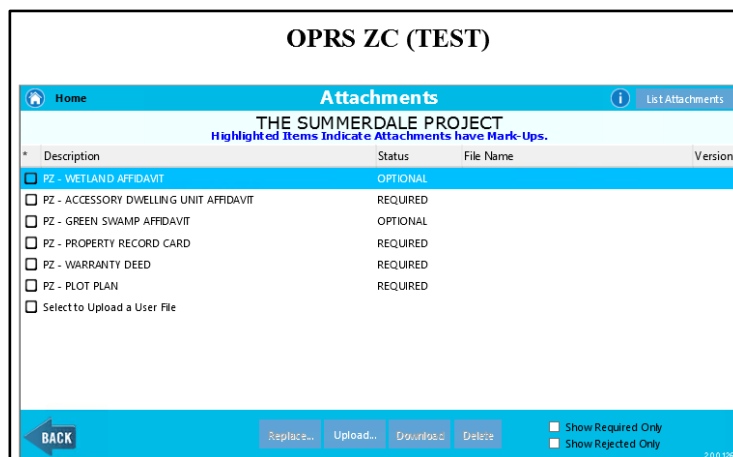 OPRS ZC (TEST)
Home Attachments i List Attachments
THE SUMMERDALE PROJECT
Highlighted Items Indicate Attachments have Mark-Ups.
* Description Status File Name Version
PZ - WETLAND AFFIDAVIT OPTIONAL
PZ - ACCESSORY DWELLING UNIT AFFIDAVIT REQUIRED
PZ - GREEN SWAMP AFFIDAVIT OPTIONAL
PZ - PROPERTY RECORD CARD REQUIRED
PZ - WARRANTY DEED REQUIRED
PZ - PLOT PLAN REQUIRED
Select to Upload a User File
BACK Replace... Upload... Download Delete Show Required Only
Show Rejected Only